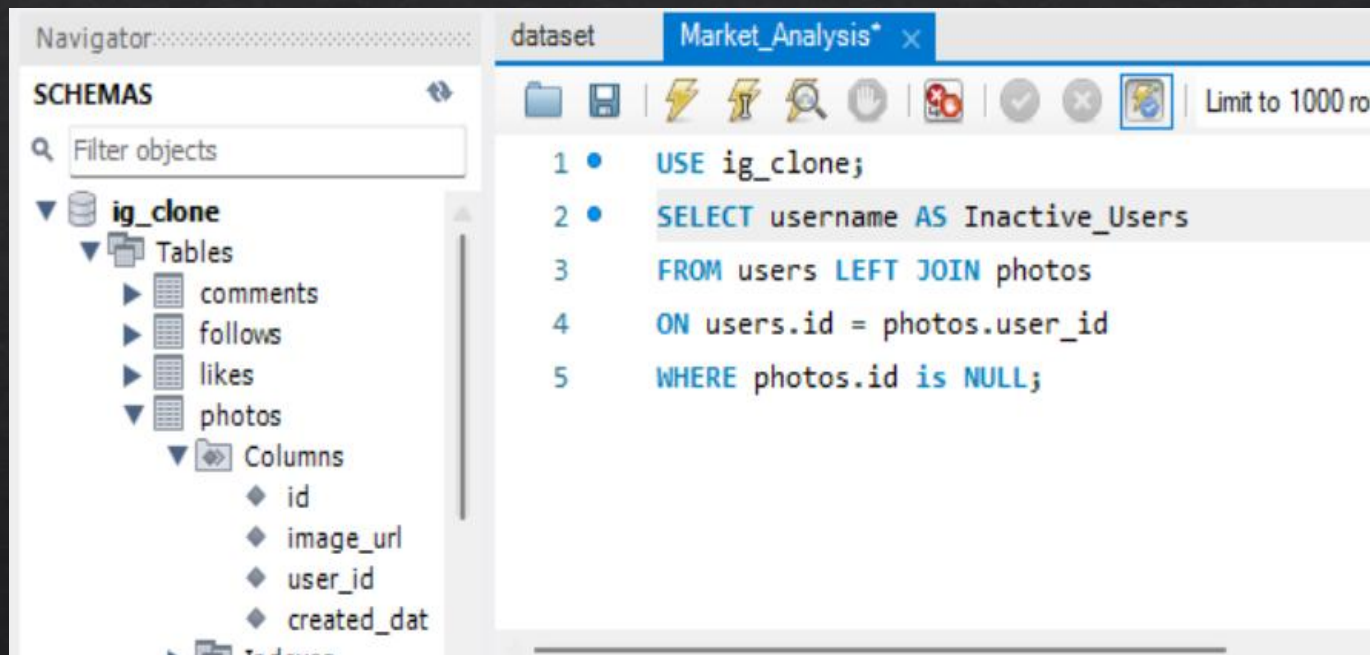 Navigator
SCHEMAS
Filter objects
ig_clone
Tables
comments
follows
likes
photos
Columns
id
image_url
user_id
created_dat
dataset
Market_Analysis*
Limit to 1000 ro
1 USE ig_clone;
2 SELECT username AS Inactive_Users
3 FROM users LEFT JOIN photos
4 ON users.id = photos.user_id
5 WHERE photos.id is NULL;